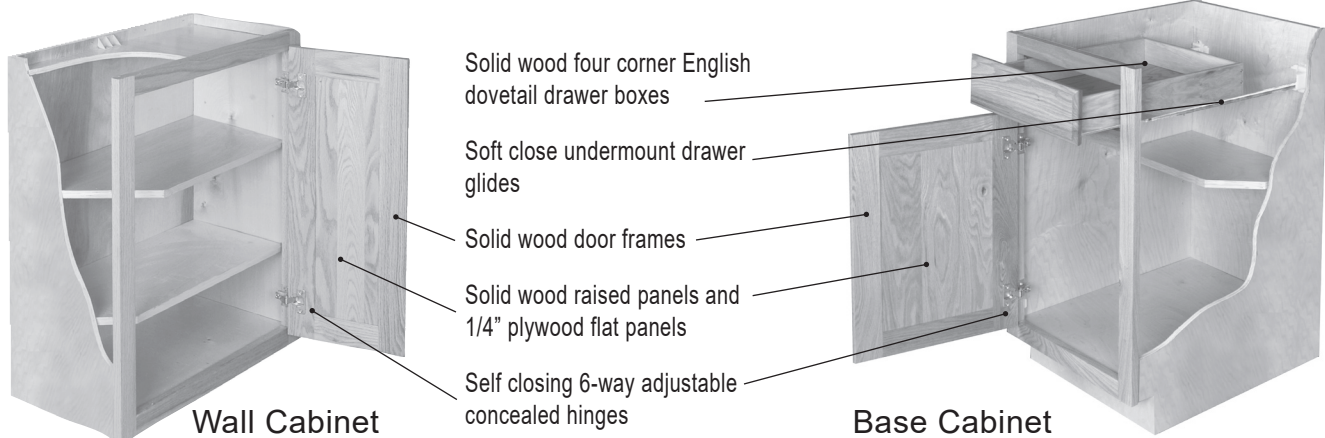 Solid wood four corner English
dovetail drawer boxes
Soft close undermount drawer
glides
Solid wood door frames
Solid wood raised panels and
1/4” plywood flat panels
Self closing 6-way adjustable
concealed hinges
Wall Cabinet
Base Cabinet